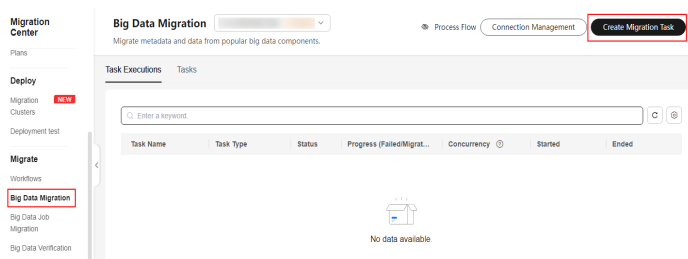 Migration
Center
Plans
Deploy
Migration NEW
Clusters
Deployment test
Migrate
Workflows
Big Data Migration
Big Data Job
Migration
Big Data Verification
Big Data Migration
Process Flow
Connection Management
Create Migration Task
Migrate metadata and data from popular big data components.
Task Executions Tasks
Enter a keyword.
Task Name Task Type Status Progress (Failed/Migrat... Concurrency Started Ended
No data available.